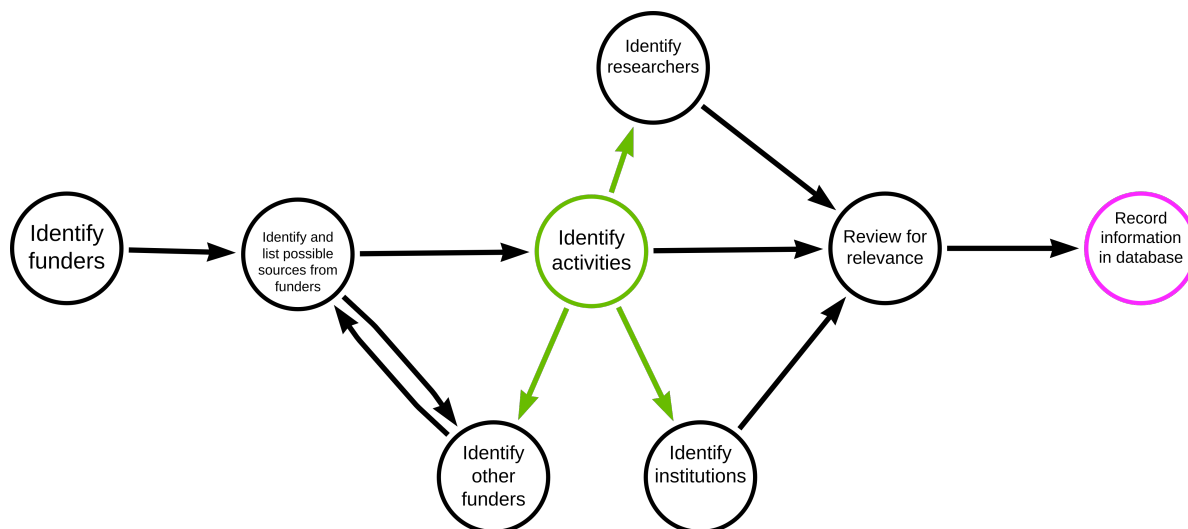 Identify
researchers
Identify
funders
Identify and
list possible
sources from
funders
Identify
activities
Review for
relevance
Record
information
in database
Identify
other
funders
Identify
institutions